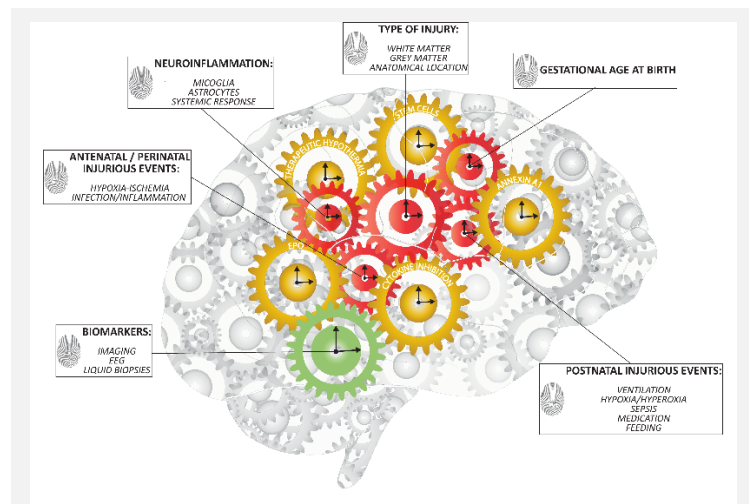 TYPE OF INJURY:
WHITE MATTER
GREY MATTER
ANATOMICAL LOCATION
NEUROINFLAMMATION:
MICOGLIA
ASTROCYTES
SYSTEMIC RESPONSE
GESTATIONAL AGE AT BIRTH
ANTENATAL / PERINATAL
INJURIOUS EVENTS:
HYPOXIA-ISCHEMIA
INFECTION/INFLAMMATION
STEM CELLS
THERAPEUTIC HYPOTHERMIA
ANNEXIN A1
EPO
CYTOKINE INHIBITION
BIOMARKERS:
IMAGING
EEG
LIQUID BIOPSIES
POSTNATAL INJURIOUS EVENTS:
VENTILATION
HYPOXIA/HYPEROXIA
SEPSIS
MEDICATION
FEEDING